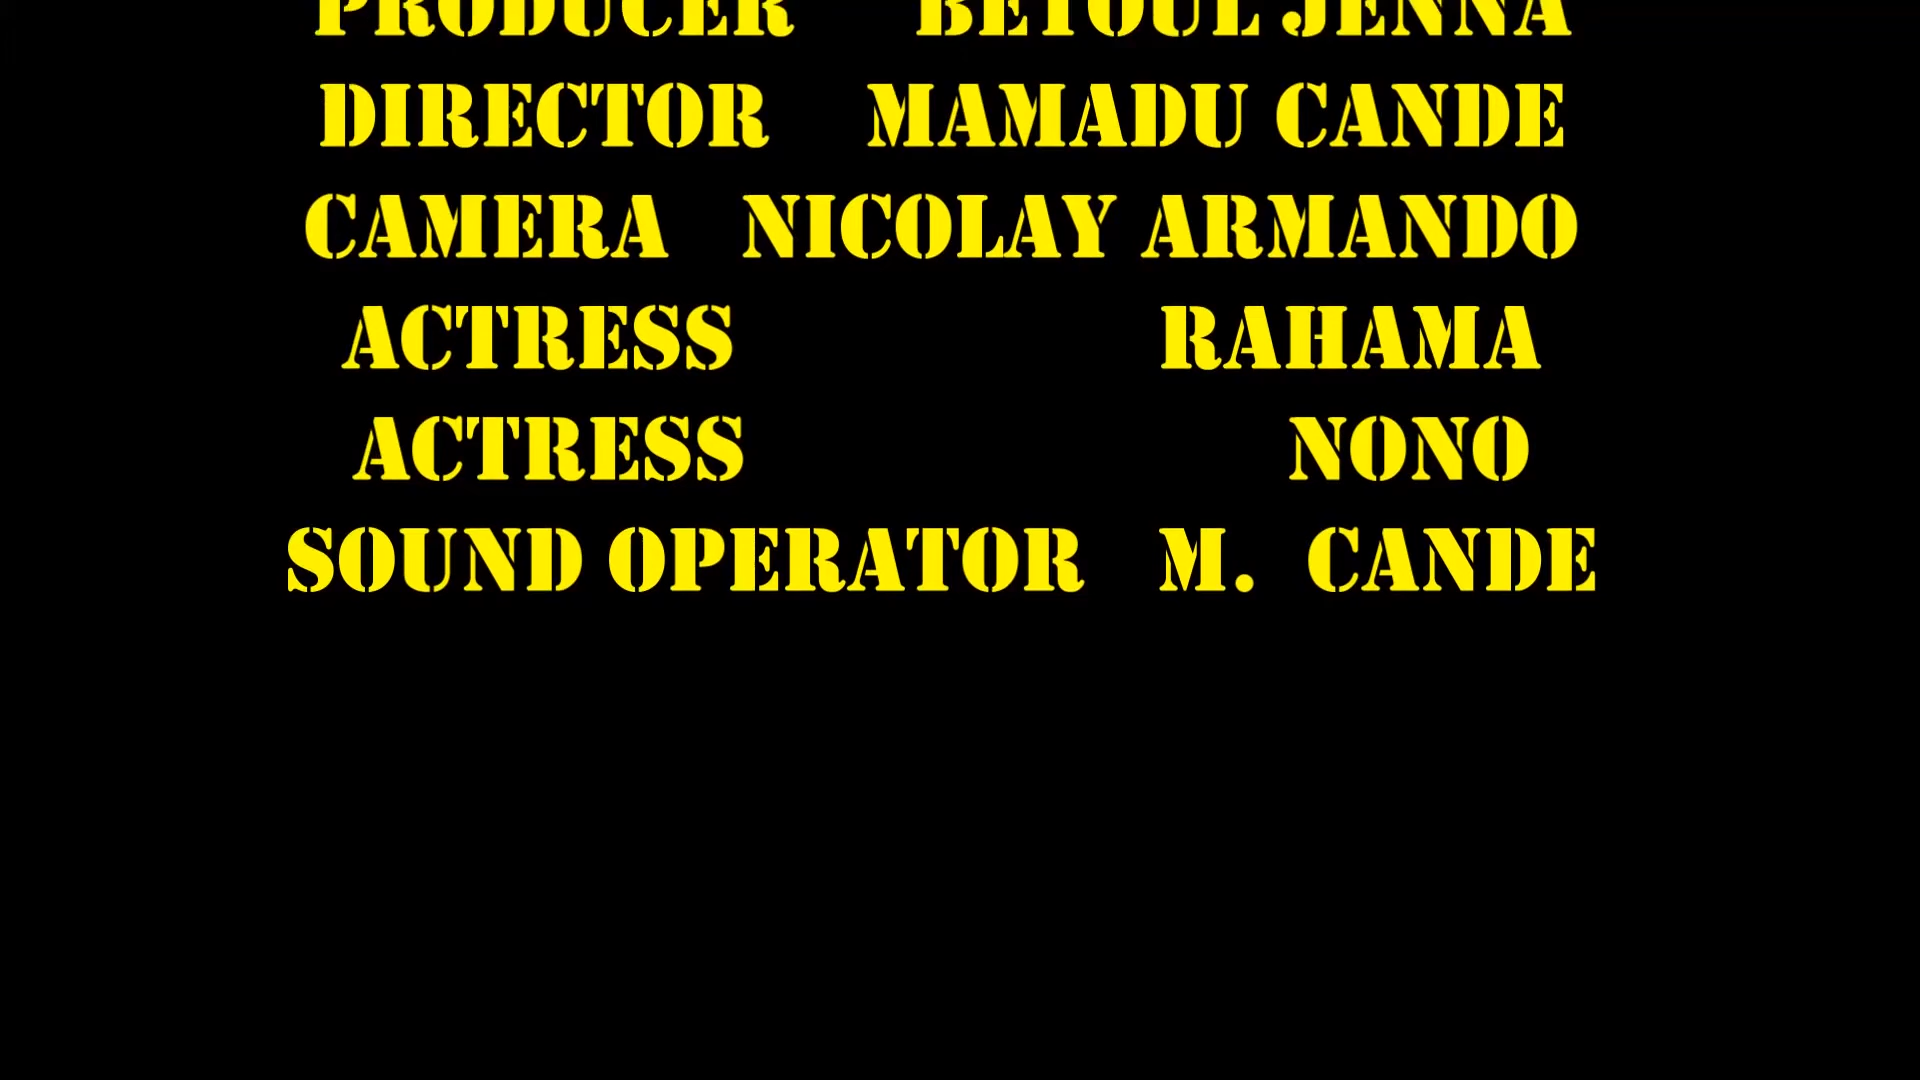 PRODUCER BETOUL JENNA
DIRECTOR MAMADU CANDE
CAMERA NICOLAY ARMANDO
ACTRESS RAHAMA
ACTRESS NONO
SOUND OPERATOR M. CANDE